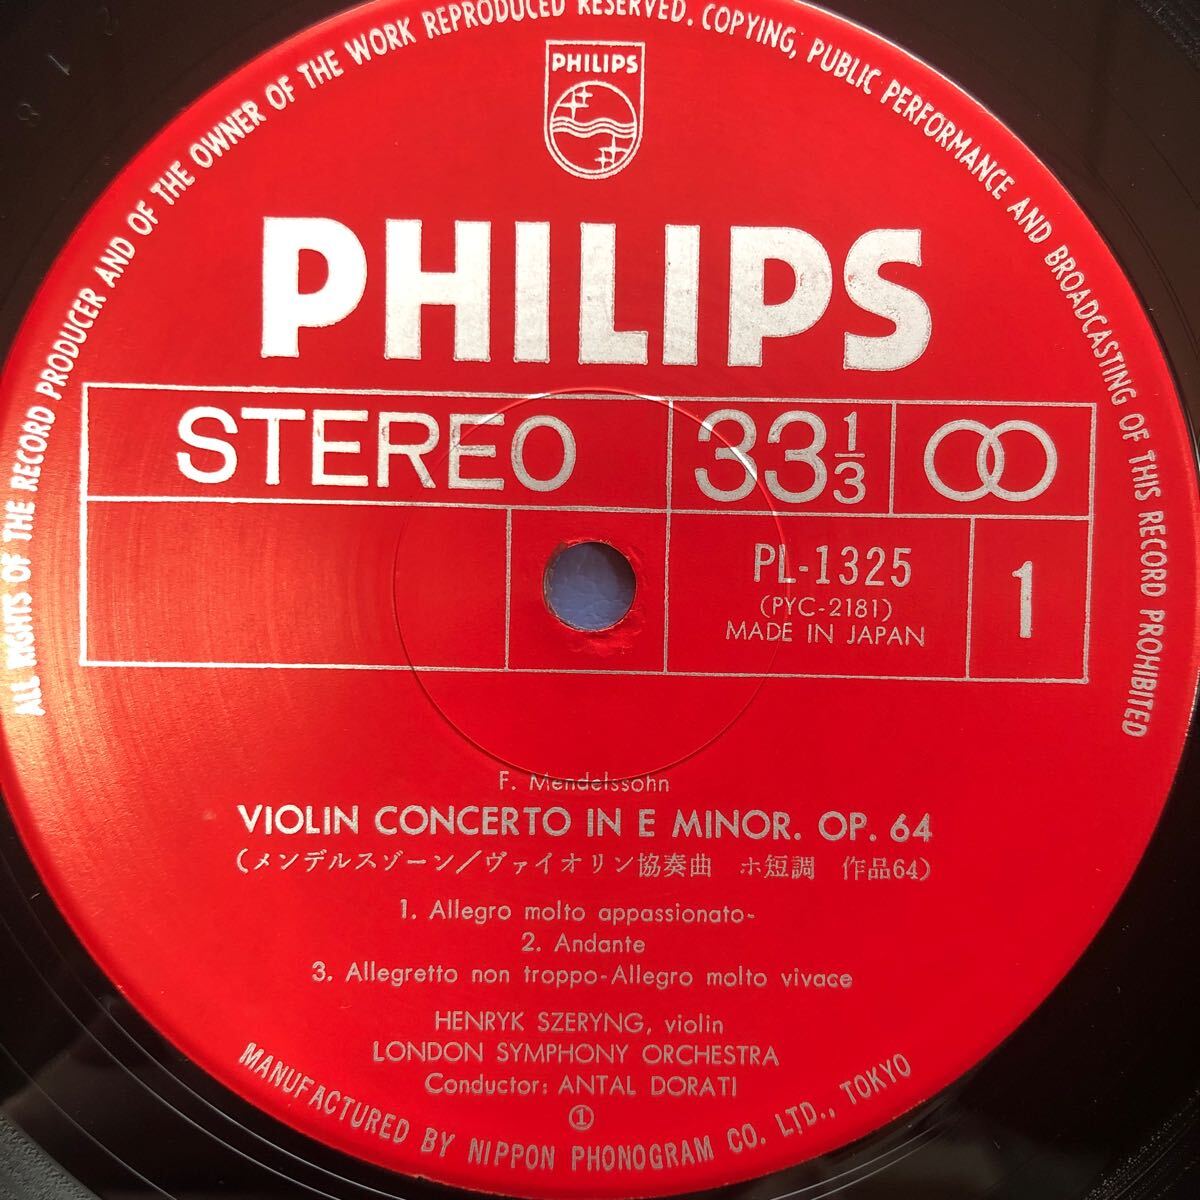 ALL RIGHTS OF THE RECORD PRODUCER AND OF THE OWNER OF THE WORK REPRODUCED RESERVED. COPYING, PUBLIC PERFORMANCE AND BROADCASTING OF THIS RECORD PROHIBITED
PHILIPS
PHILIPS
STEREO 33 1/3
PL-1325
(PYC-2181)
MADE IN JAPAN
1
F. Mendelssohn
VIOLIN CONCERTO IN E MINOR. OP. 64
(メンデルスゾーン/ヴァイオリン協奏曲 ホ短調 作品64)
1. Allegro molto appassionato-
2. Andante
3. Allegretto non troppo-Allegro molto vivace
HENRYK SZERYNG, violin
LONDON SYMPHONY ORCHESTRA
Conductor: ANTAL DORATI
①
MANUFACTURED BY NIPPON PHONOGRAM CO. LTD., TOKYO